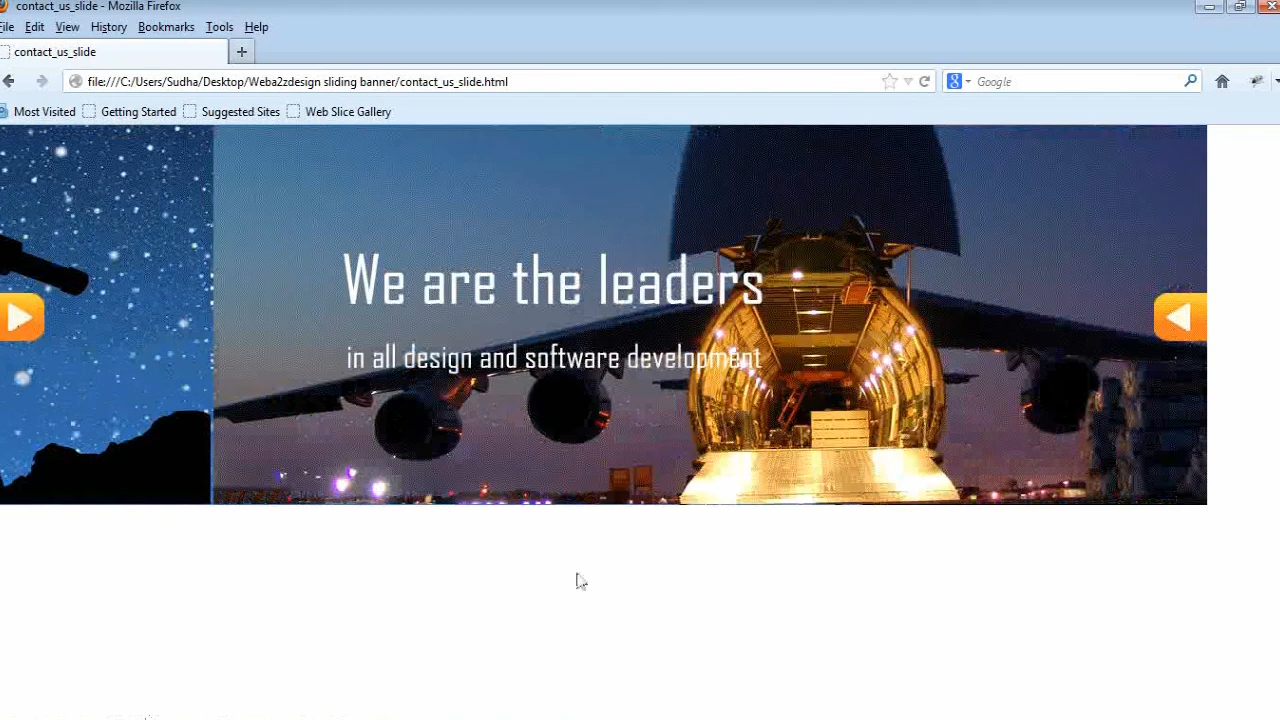 contact_us_slide - Mozilla Firefox
File Edit View History Bookmarks Tools Help
contact_us_slide
file:///C:/Users/Sudha/Desktop/Weba2zdesign sliding banner/contact_us_slide.html
Google
Most Visited Getting Started Suggested Sites Web Slice Gallery
We are the leaders
in all design and software development